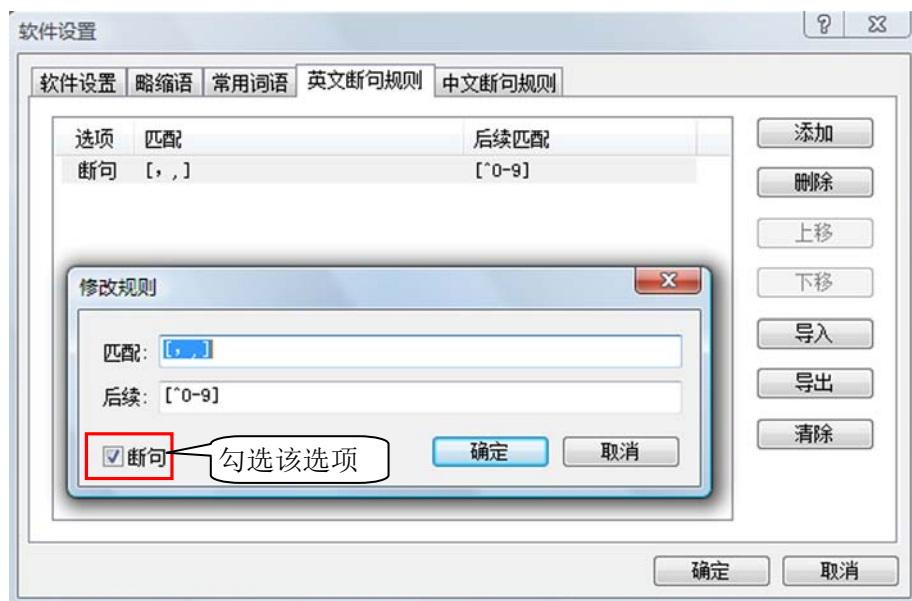 软件设置
软件设置 略缩语 常用词语 英文断句规则 中文断句规则
选项 匹配 后续匹配
断句 [，,] [^0-9]
添加
删除
上移
下移
导入
导出
清除
修改规则
匹配: [，,]
后续: [^0-9]
断句
勾选该选项
确定 取消
确定 取消